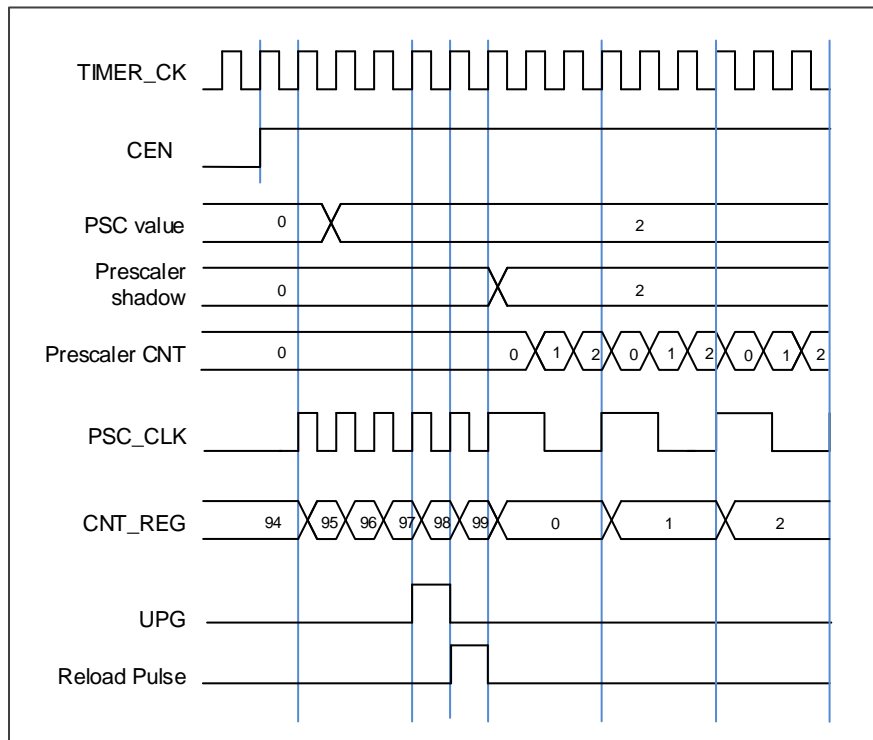 TIMER_CK
CEN
PSC value 0 2
Prescaler
shadow 0 2
Prescaler CNT 0 0 1 2 0 1 2 0 1 2
PSC_CLK
CNT_REG 94 95 96 97 98 99 0 1 2
UPG
Reload Pulse